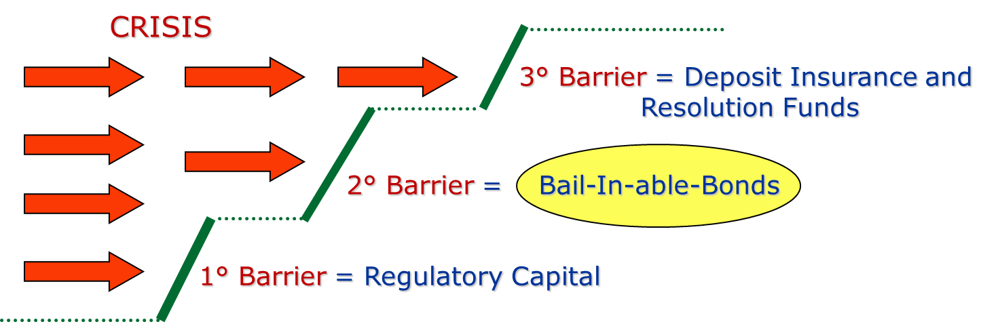 CRISIS
3° Barrier = Deposit Insurance and
Resolution Funds
2° Barrier = Bail-In-able-Bonds
1° Barrier = Regulatory Capital